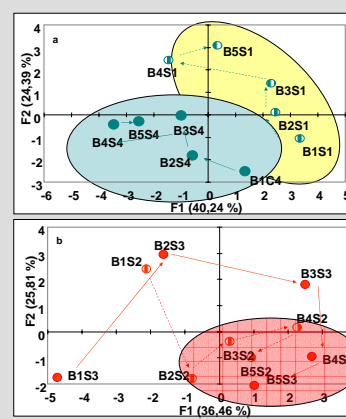 4
a
B5S1
3
B4S1
2
B3S1
1
B2S1
0
B3S4
B4S4
B5S4
B1S1
-1
B2S4
-2
B1C4
-3
-6 -5 -4 -3 -2 -1 0 1 2 3 4 5
F1 (40,24 %)
F2 (24,39 %)
4
b
B2S3
B1S2
B3S3
2
B4S2
0
B3S2
B4S
B1S3
B2S2
B5S2
B5S3
-2
-5 -4 -3 -2 -1 0 1 2 3
F1 (36,46 %)
F2 (25,81 %)